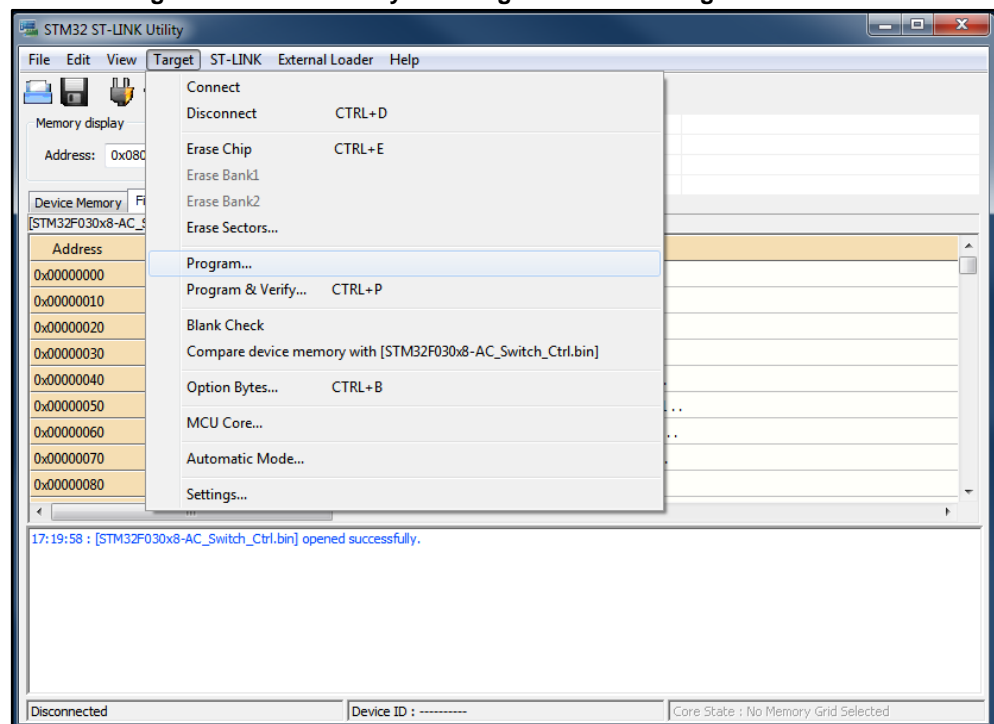 STM32 ST-LINK Utility
File Edit View Target ST-LINK External Loader Help
Connect
Disconnect CTRL+D
Memory display
Address: 0x080
Erase Chip CTRL+E
Erase Bank1
Erase Bank2
Erase Sectors...
Device Memory
[STM32F030x8-AC_S
Address
Program...
Program & Verify... CTRL+P
Blank Check
Compare device memory with [STM32F030x8-AC_Switch_Ctrl.bin]
Option Bytes... CTRL+B
MCU Core...
Automatic Mode...
Settings...
0x00000000
0x00000010
0x00000020
0x00000030
0x00000040
0x00000050
0x00000060
0x00000070
0x00000080
17:19:58 : [STM32F030x8-AC_Switch_Ctrl.bin] opened successfully.
Disconnected Device ID : ---------- Core State : No Memory Grid Selected